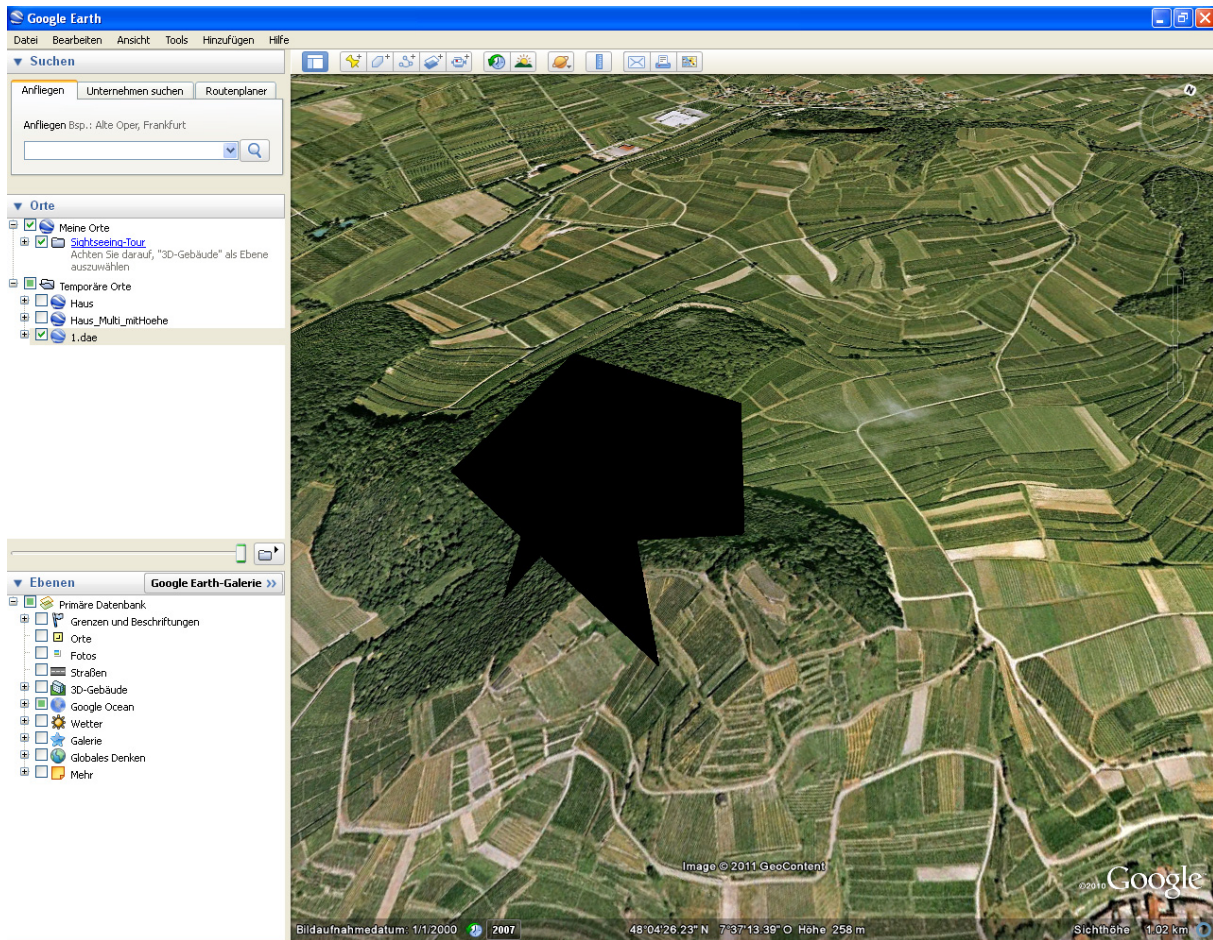 Google Earth
Datei Bearbeiten Ansicht Tools Hinzufügen Hilfe
Suchen
Anfliegen Unternehmen suchen Routenplaner
Anfliegen Bsp.: Alte Oper, Frankfurt
Orte
Meine Orte
Sightseeing-Tour
Achten Sie darauf, "3D-Gebäude" als Ebene
auszuwählen
Temporäre Orte
Haus
Haus_Multi_mitHoehe
1.dae
Ebenen Google Earth-Galerie >>
Primäre Datenbank
Grenzen und Beschriftungen
Orte
Fotos
Straßen
3D-Gebäude
Google Ocean
Wetter
Galerie
Globales Denken
Mehr
N
Image © 2011 GeoContent
©2010 Google
Bildaufnahmedatum: 1/1/2000 2007 48°04'26.23" N 7°37'13.39" O Höhe 258 m Sichthöhe 1.02 km